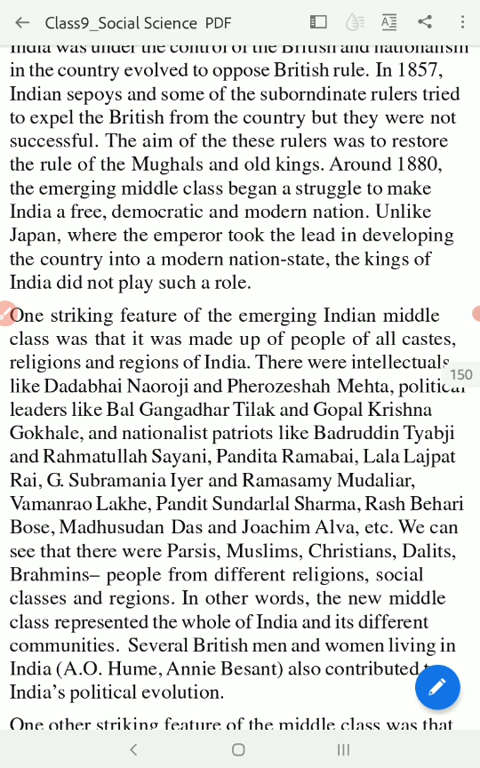 Class9_Social Science PDF
India was under the control of the British and nationalism
in the country evolved to oppose British rule. In 1857,
Indian sepoys and some of the suborndinate rulers tried
to expel the British from the country but they were not
successful. The aim of the these rulers was to restore
the rule of the Mughals and old kings. Around 1880,
the emerging middle class began a struggle to make
India a free, democratic and modern nation. Unlike
Japan, where the emperor took the lead in developing
the country into a modern nation-state, the kings of
India did not play such a role.
One striking feature of the emerging Indian middle
class was that it was made up of people of all castes,
religions and regions of India. There were intellectuals
150
like Dadabhai Naoroji and Pherozeshah Mehta, political
leaders like Bal Gangadhar Tilak and Gopal Krishna
Gokhale, and nationalist patriots like Badruddin Tyabji
and Rahmatullah Sayani, Pandita Ramabai, Lala Lajpat
Rai, G. Subramania Iyer and Ramasamy Mudaliar,
Vamanrao Lakhe, Pandit Sundarlal Sharma, Rash Behari
Bose, Madhusudan Das and Joachim Alva, etc. We can
see that there were Parsis, Muslims, Christians, Dalits,
Brahmins– people from different religions, social
classes and regions. In other words, the new middle
class represented the whole of India and its different
communities. Several British men and women living in
India (A.O. Hume, Annie Besant) also contributed
India's political evolution.
One other striking feature of the middle class was that